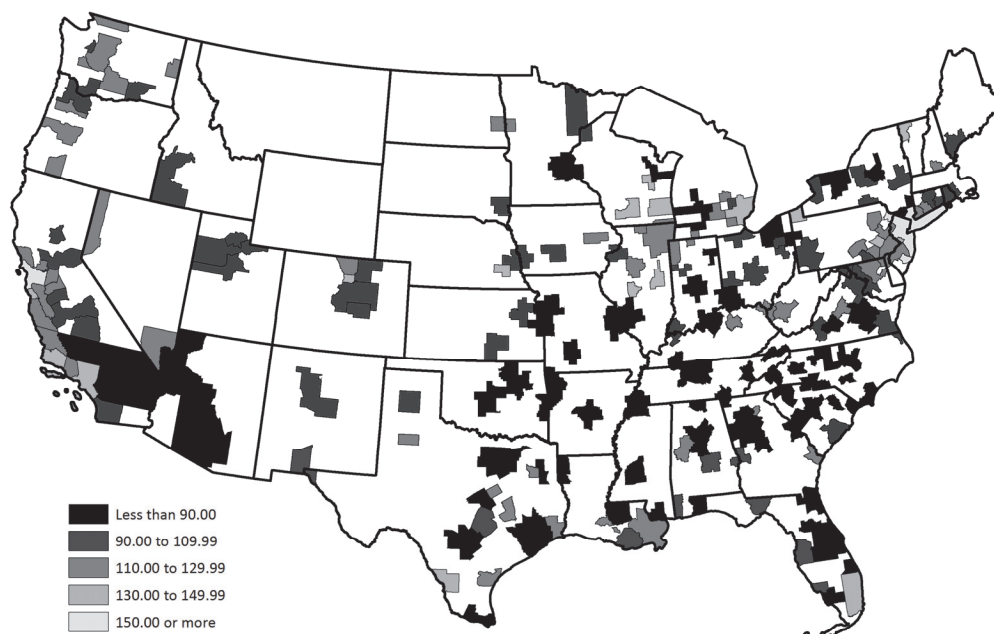 Less than 90.00
90.00 to 109.99
110.00 to 129.99
130.00 to 149.99
150.00 or more